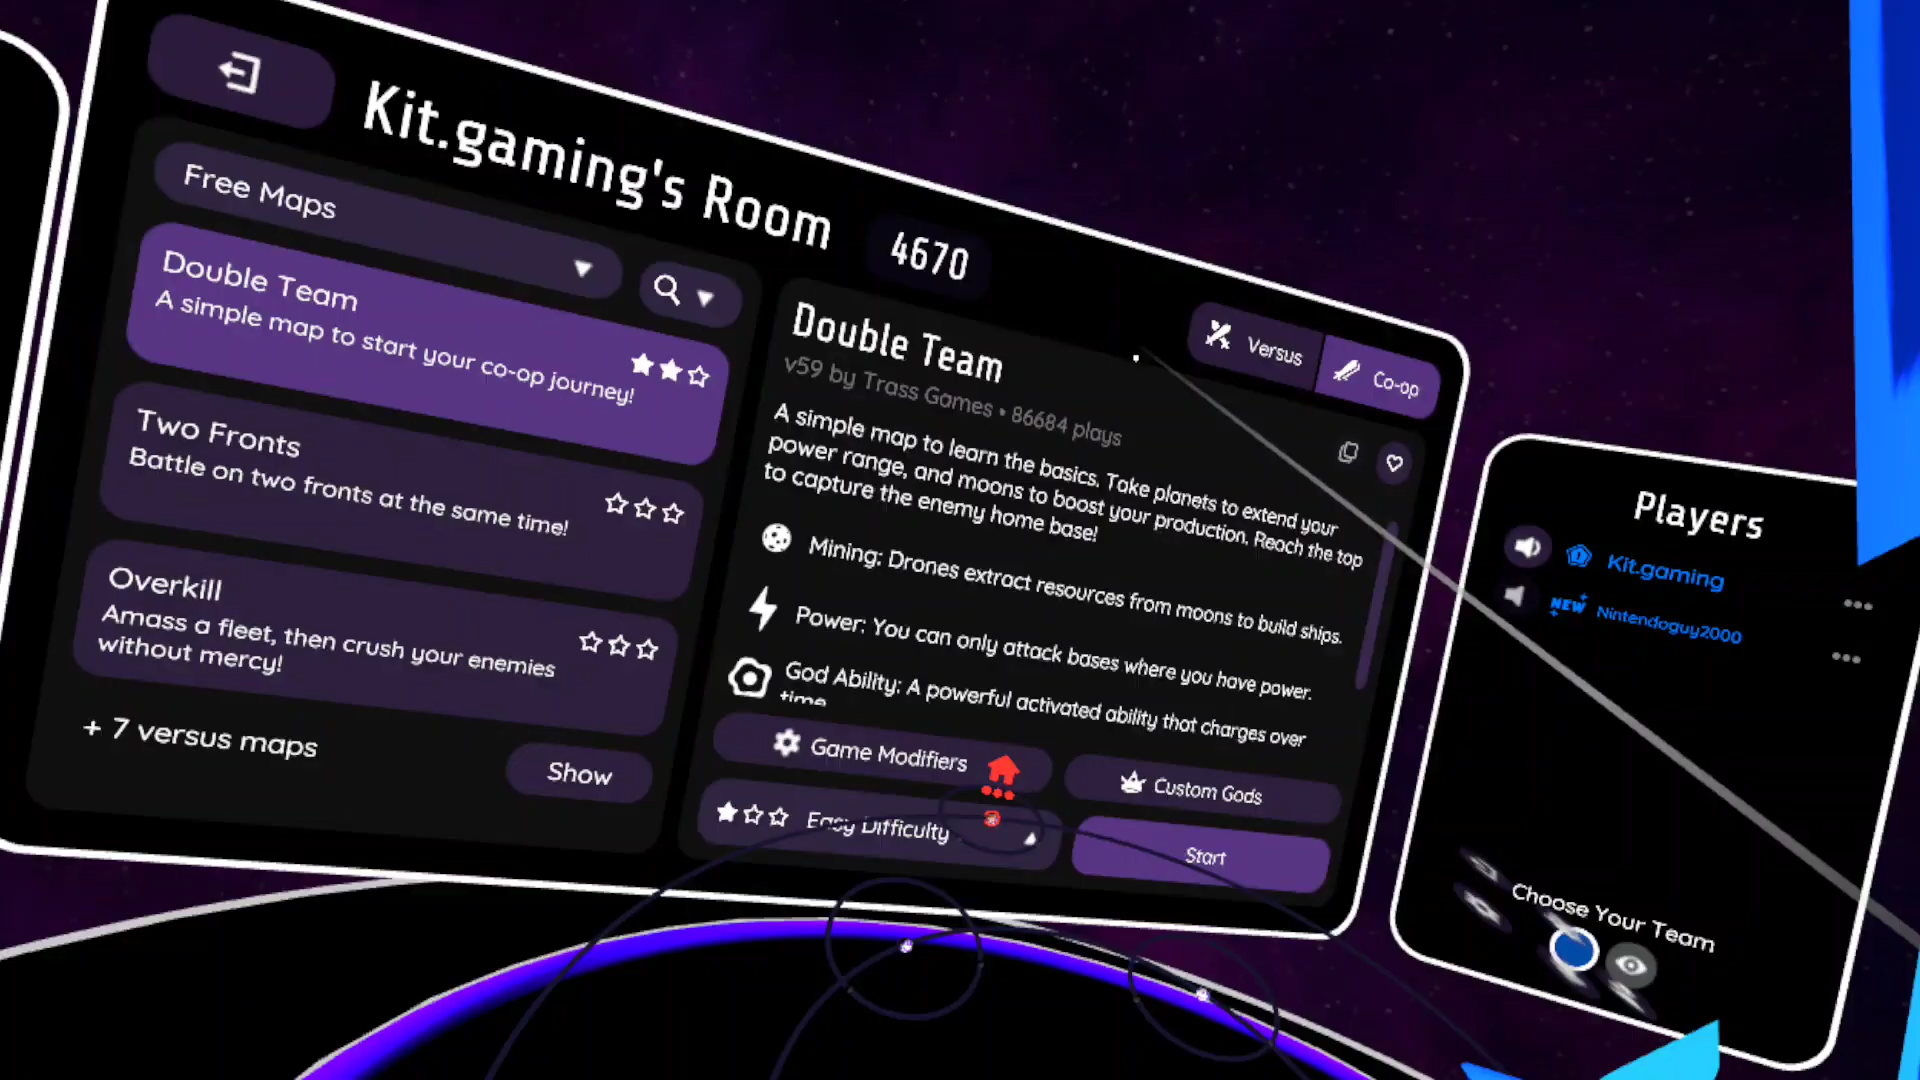 Kit.gaming's Room
4670
Free Maps
Double Team
A simple map to start your co-op journey!
Two Fronts
Battle on two fronts at the same time!
Overkill
Amass a fleet, then crush your enemies
without mercy!
+ 7 versus maps
Show
Versus
Co-op
Double Team
v59 by Trass Games • 86684 plays
A simple map to learn the basics. Take planets to extend your
power range, and moons to boost your production. Reach the top
to capture the enemy home base!
Mining: Drones extract resources from moons to build ships.
Power: You can only attack bases where you have power.
God Ability: A powerful activated ability that charges over
time
Game Modifiers
Custom Gods
Easy Difficulty
Start
Players
Kit.gaming
NEW Nintendoguy2000
Choose Your Team